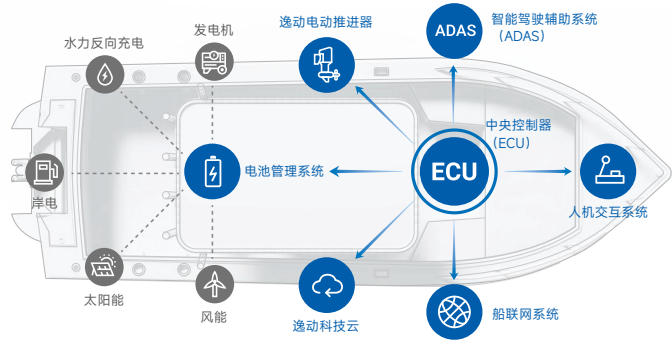 逸动电动推进器
ADAS
智能驾驶辅助系统
（ADAS）
发电机
水力反向充电
中央控制器
（ECU）
ECU
电池管理系统
岸电
人机交互系统
太阳能
风能
逸动科技云
船联网系统